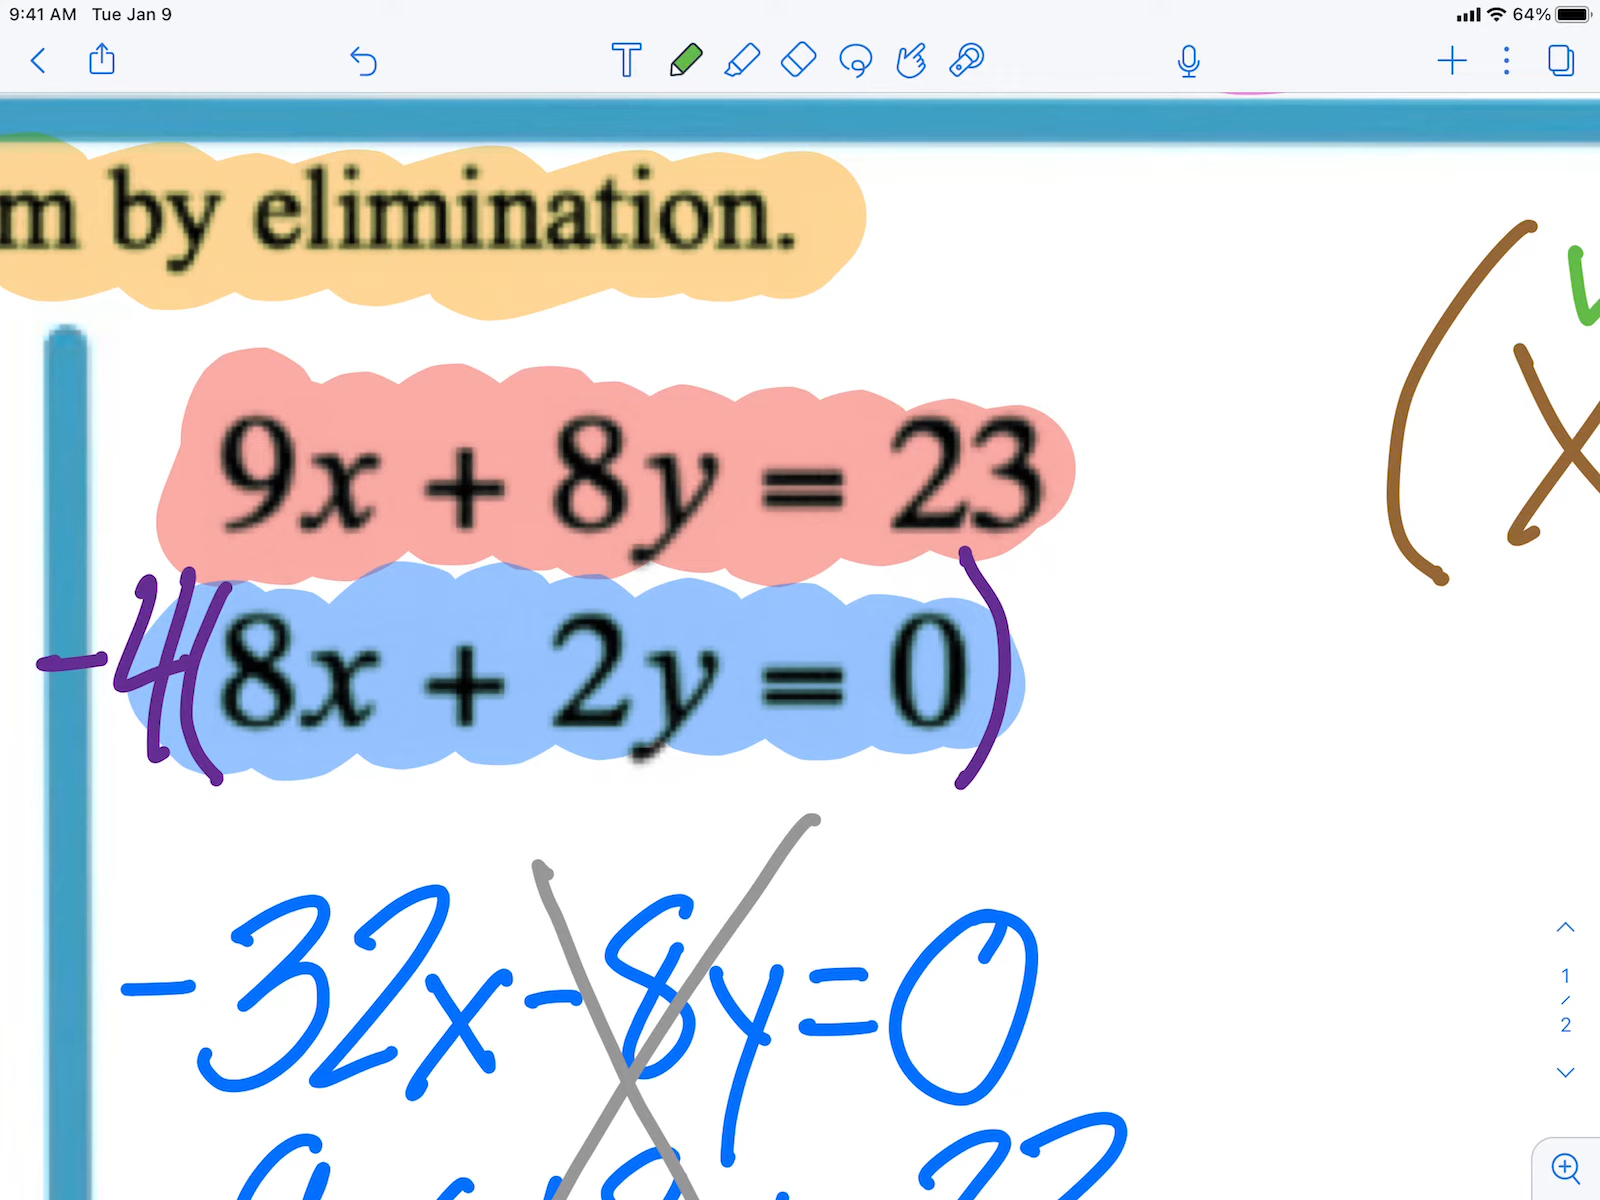 9:41 AM Tue Jan 9 64%
m by elimination.
9x + 8y = 23
-4(8x + 2y = 0)
-32x-8y=0
(x
1
/
2